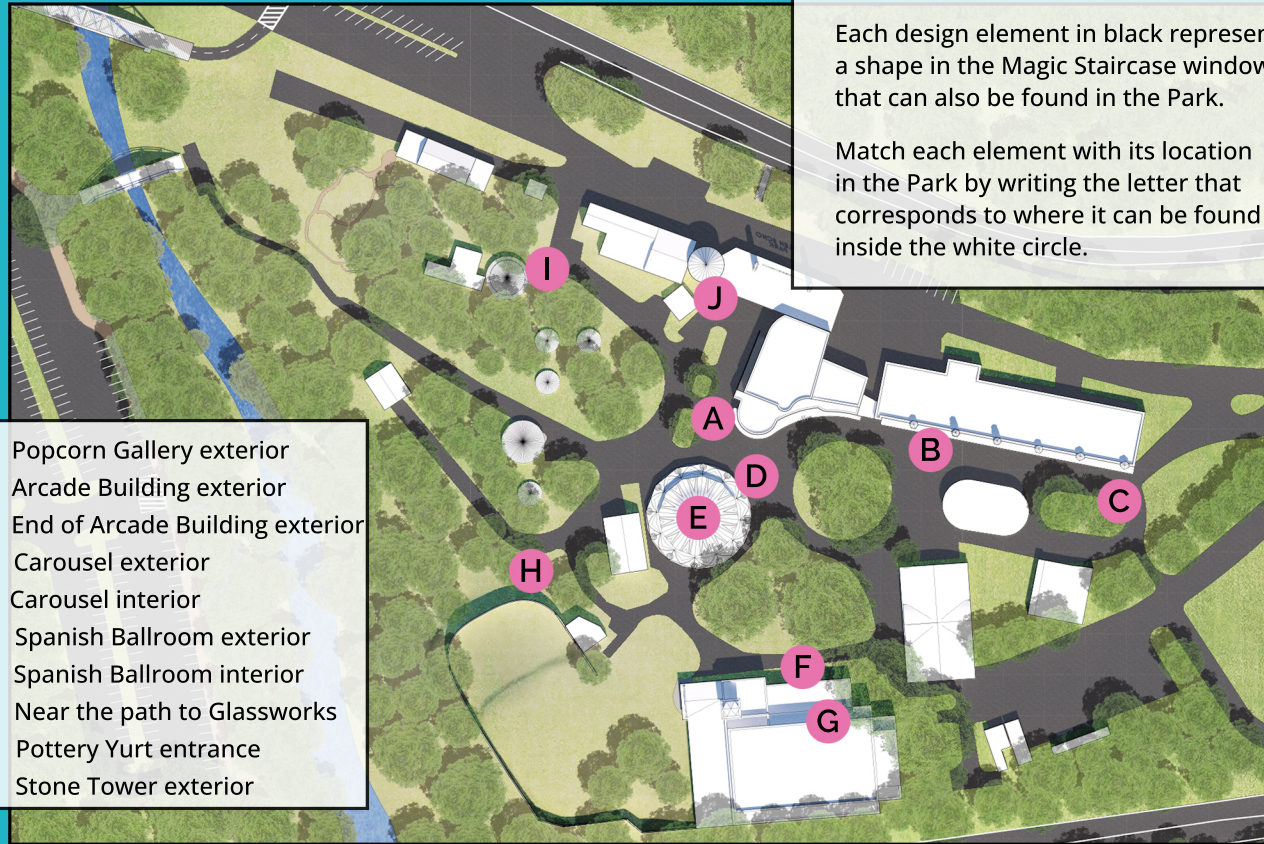 Each design element in black
a shape in the Magic Staircase
that can also be found in the Park.
Match each element with its location
in the Park by writing the letter that
corresponds to where it can be found
inside the white circle.
I
J
A
B
D
C
E
H
F
G
Popcorn Gallery exterior
Arcade Building exterior
End of Arcade Building exterior
Carousel exterior
Carousel interior
Spanish Ballroom exterior
Spanish Ballroom interior
Near the path to Glassworks
Pottery Yurt entrance
Stone Tower exterior